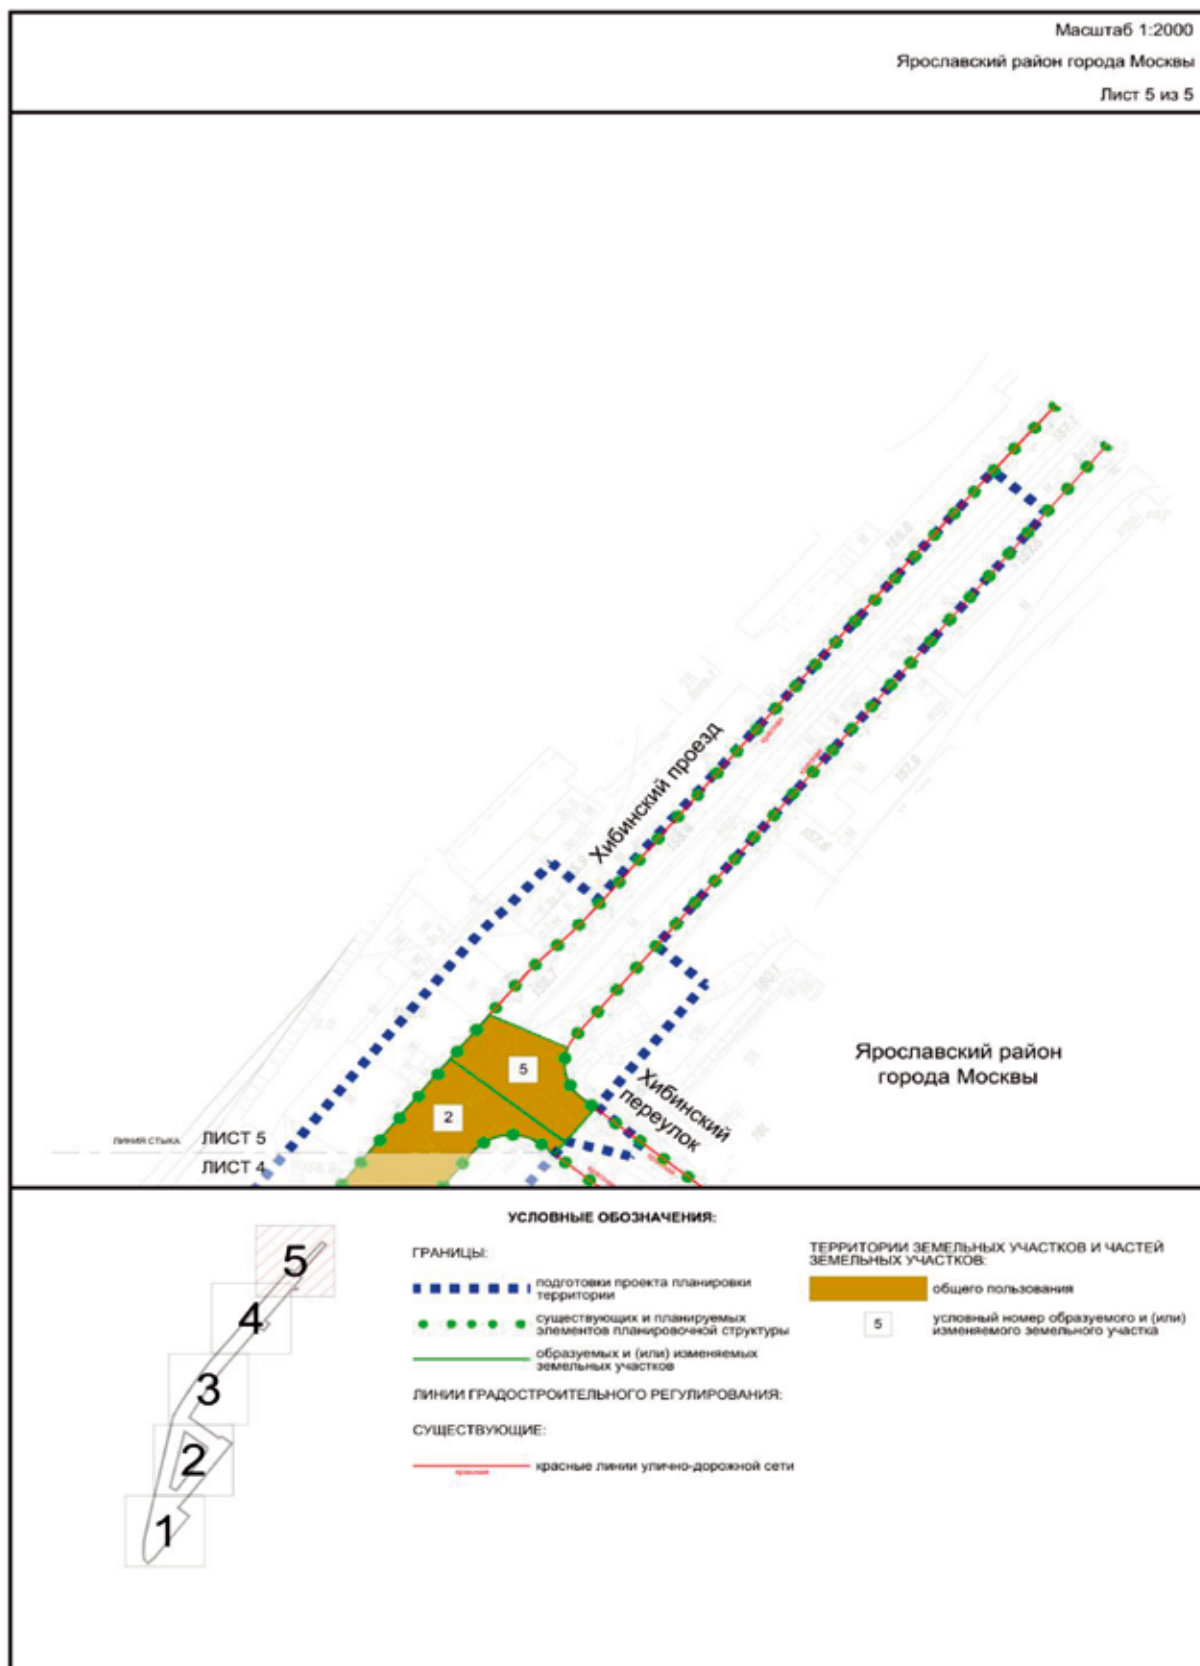 Масштаб 1:2000
Ярославский район города Москвы
Лист 5 из 5
Хибинский проезд
5
2
Хибинский
переулок
Ярославский район
города Москвы
ЛИНИЯ СТЫКА
ЛИСТ 5
ЛИСТ 4
УСЛОВНЫЕ ОБОЗНАЧЕНИЯ:
ГРАНИЦЫ:
подготовки проекта планировки
территории
существующих и планируемых
элементов планировочной структуры
образуемых и (или) изменяемых
земельных участков
ЛИНИИ ГРАДОСТРОИТЕЛЬНОГО РЕГУЛИРОВАНИЯ:
СУЩЕСТВУЮЩИЕ:
красные линии улично-дорожной сети
ТЕРРИТОРИИ ЗЕМЕЛЬНЫХ УЧАСТКОВ И ЧАСТЕЙ
ЗЕМЕЛЬНЫХ УЧАСТКОВ:
общего пользования
5
условный номер образуемого и (или)
изменяемого земельного участка
5
4
3
2
1